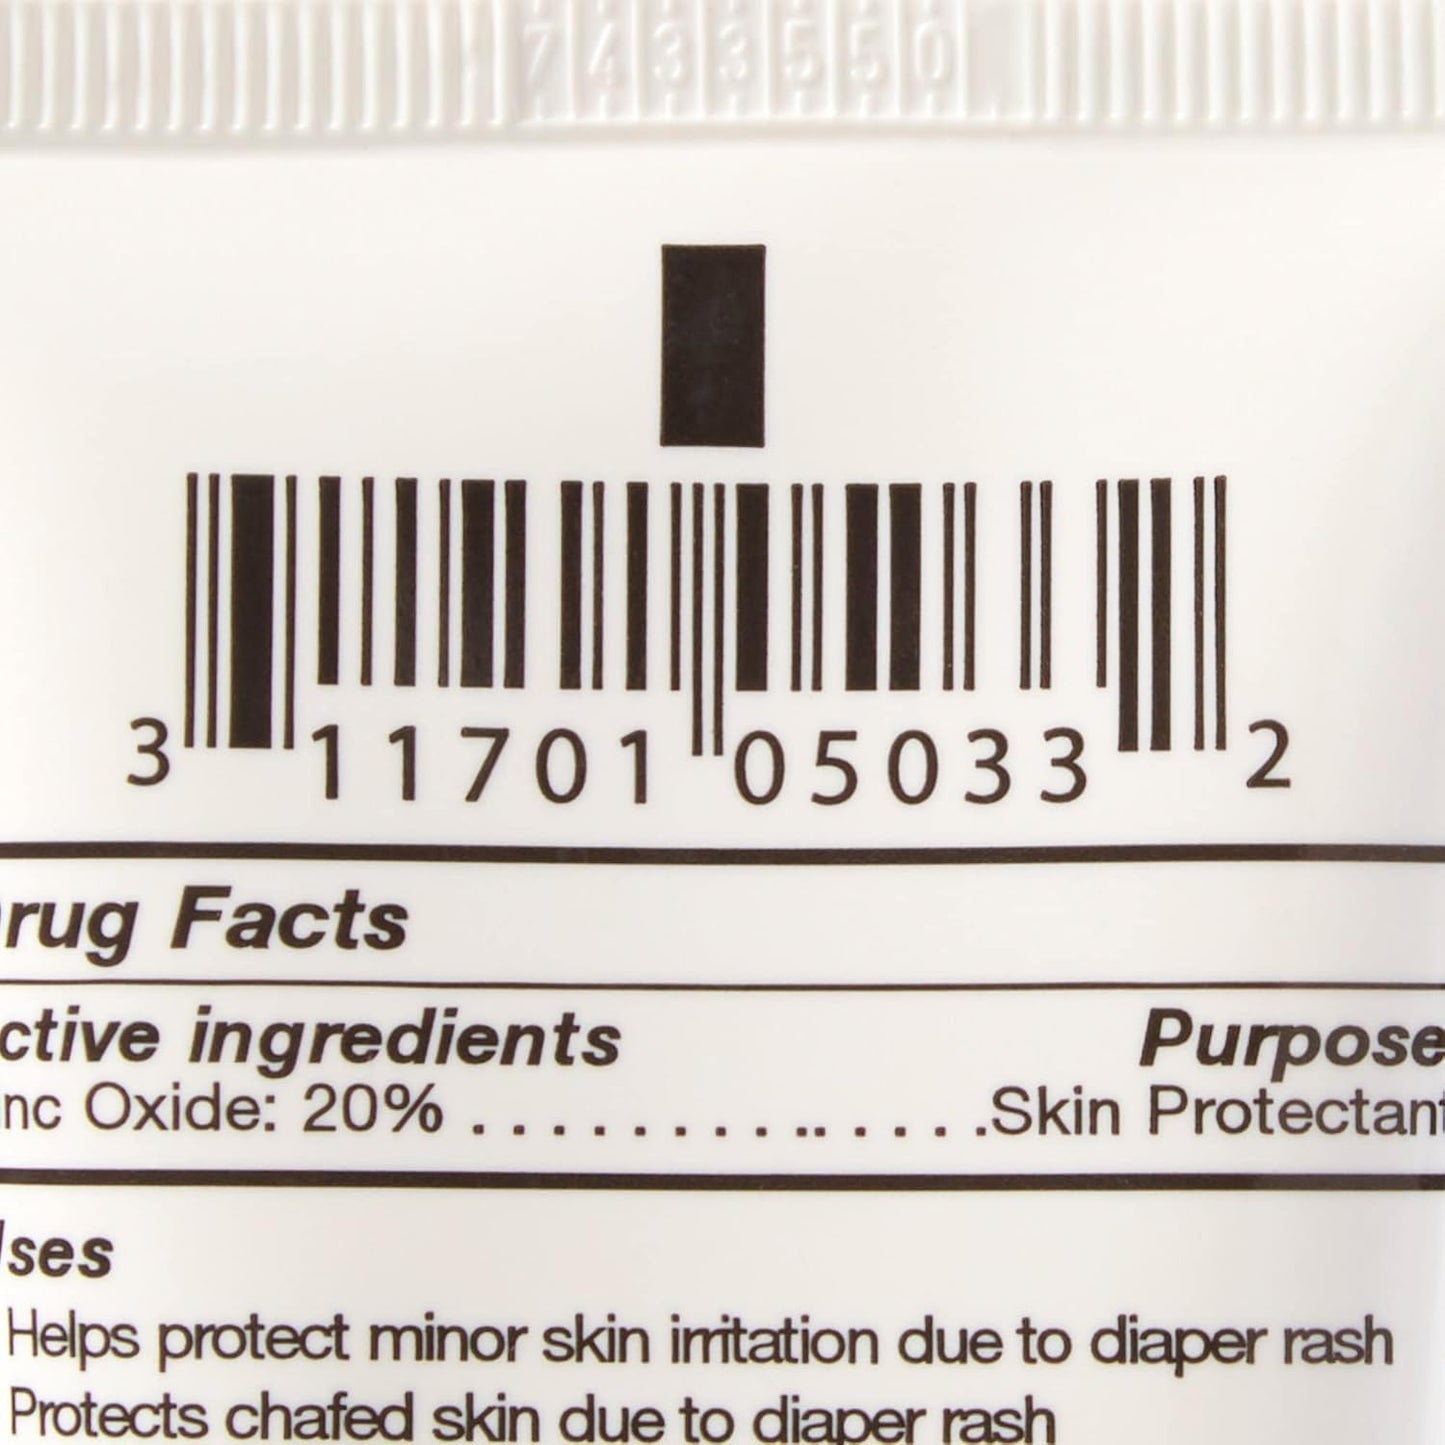 7433550
3 11701 05033 2
rug Facts
ctive ingredients Purpose
nc Oxide: 20% . . . . . . . . . .. . . . .Skin Protectant
ses
Helps protect minor skin irritation due to diaper rash
Protects chafed skin due to diaper rash